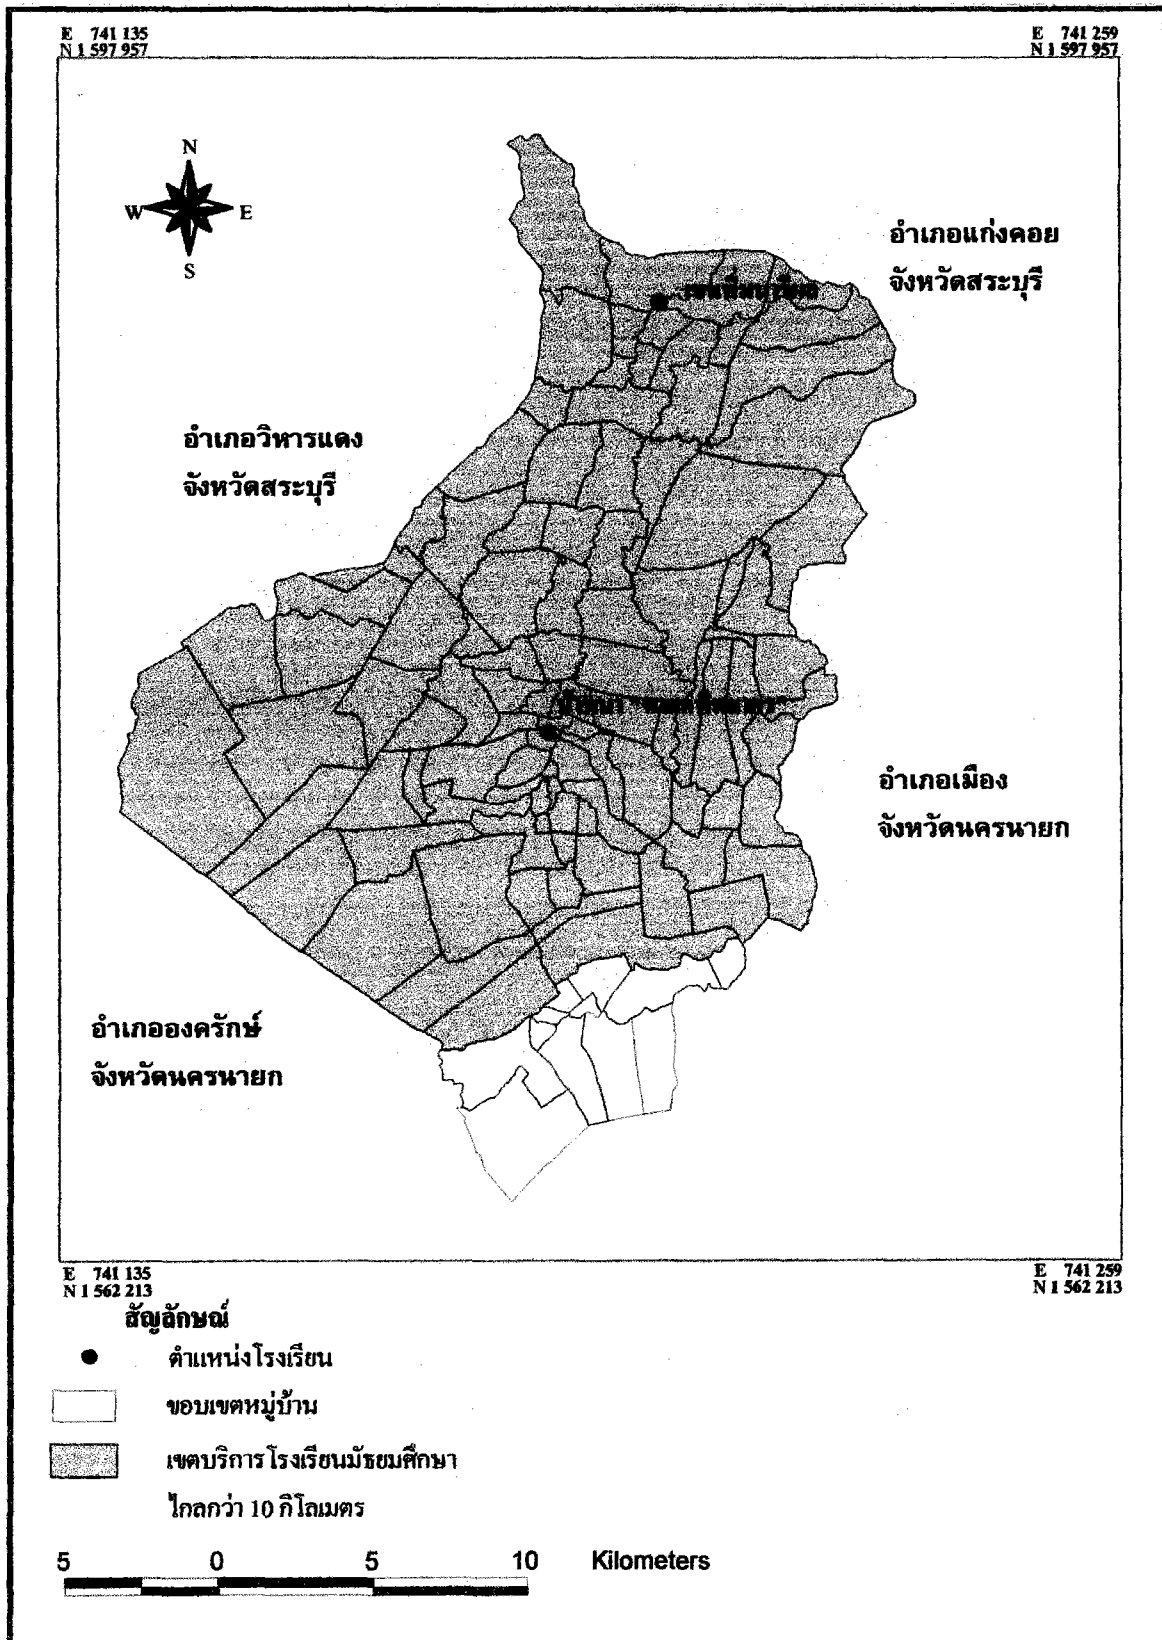 E 741 135
N 1 597 957
E 741 259
N 1 597 957
N
W
E
S
อำเภอแก่งคอย
จังหวัดสระบุรี
อำเภอวิหารแดง
จังหวัดสระบุรี
อำเภอเมือง
จังหวัดนครนายก
อำเภอองครักษ์
จังหวัดนครนายก
E 741 135
N 1 562 213
E 741 259
N 1 562 213
สัญลักษณ์
ตำแหน่งโรงเรียน
ขอบเขตหมู่บ้าน
เขตบริการโรงเรียนมัธยมศึกษา
ไกลกว่า 10 กิโลเมตร
5 0 5 10 Kilometers